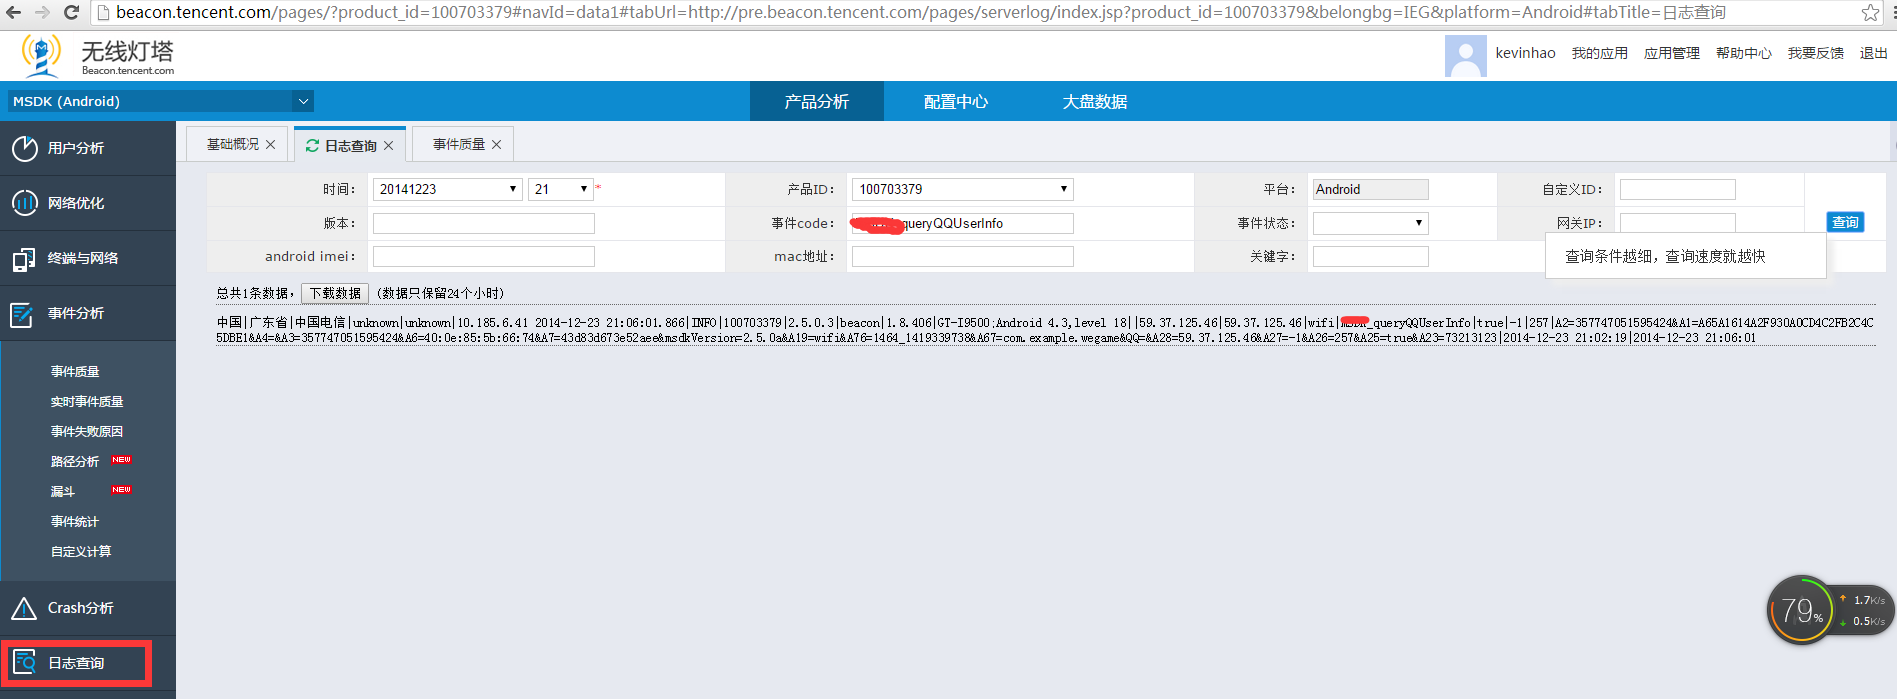 beacon.tencent.com/pages/?product_id=100703379#navId=data1#tabUrl=http://pre.beacon.tencent.com/pages/serverlog/index.jsp?product_id=100703379&belongbg=IEG&platform=Android#tabTitle=日志查询
无线灯塔
Beacon.tencent.com
kevinhao 我的应用 应用管理 帮助中心 我要反馈 退出
MSDK (Android)
产品分析 配置中心 大盘数据
用户分析
网络优化
终端与网络
事件分析
事件质量
实时事件质量
事件失败原因
路径分析 NEW
漏斗 NEW
事件统计
自定义计算
Crash分析
日志查询
基础概况 × 日志查询 × 事件质量 ×
时间: 20141223 21 * 产品ID: 100703379 平台: Android 自定义ID:
版本: 事件code: queryQQUserInfo 事件状态: 网关IP: 查询
android imei: mac地址: 关键字:
查询条件越细，查询速度就越快
总共1条数据， 下载数据 (数据只保留24个小时)
中国|广东省|中国电信|unknown|unknown|10.185.6.41 2014-12-23 21:06:01.866|INFO|100703379|2.5.0.3|beacon|1.8.406|GT-I9500;Android 4.3,level 18||59.37.125.46|59.37.125.46|wifi|_queryQQUserInfo|true|-1|257|A2=357747051595424&A1=A65A1614A2F930A0CD4C2FB2C4C
5DBE1&A4=&A3=357747051595424&A6=40:0e:85:5b:66:74&A7=43d83d673e52aee&msdkVersion=2.5.0a&A19=wifi&A76=1464_1419339738&A67=com.example.wegame&QQ=&A28=59.37.125.46&A27=-1&A26=257&A25=true&A23=73213123|2014-12-23 21:02:19|2014-12-23 21:06:01
79%
1.7K/s
0.5K/s